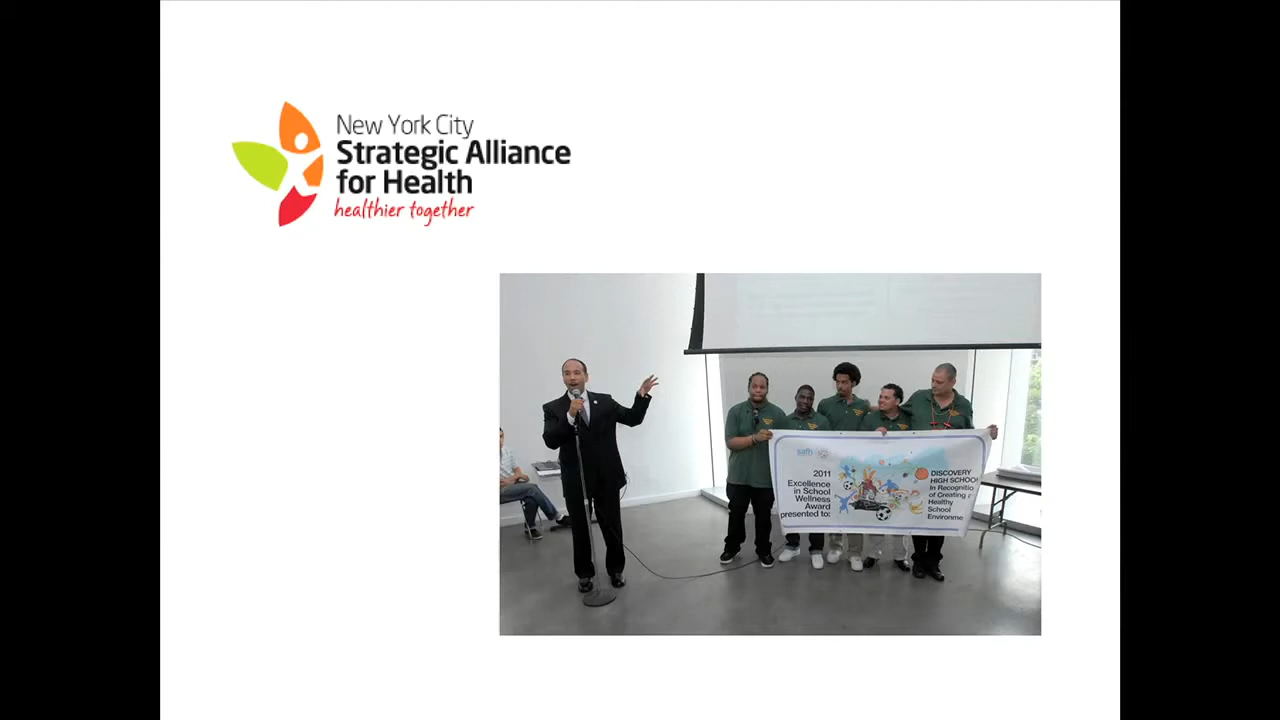 New York City
Strategic Alliance
for Health
healthier together
safh
2011
Excellence
in School
Wellness
Award
presented to:
DISCOVERY
HIGH SCHOOL
In Recognitio
of Creating a
Healthy
School
Environme